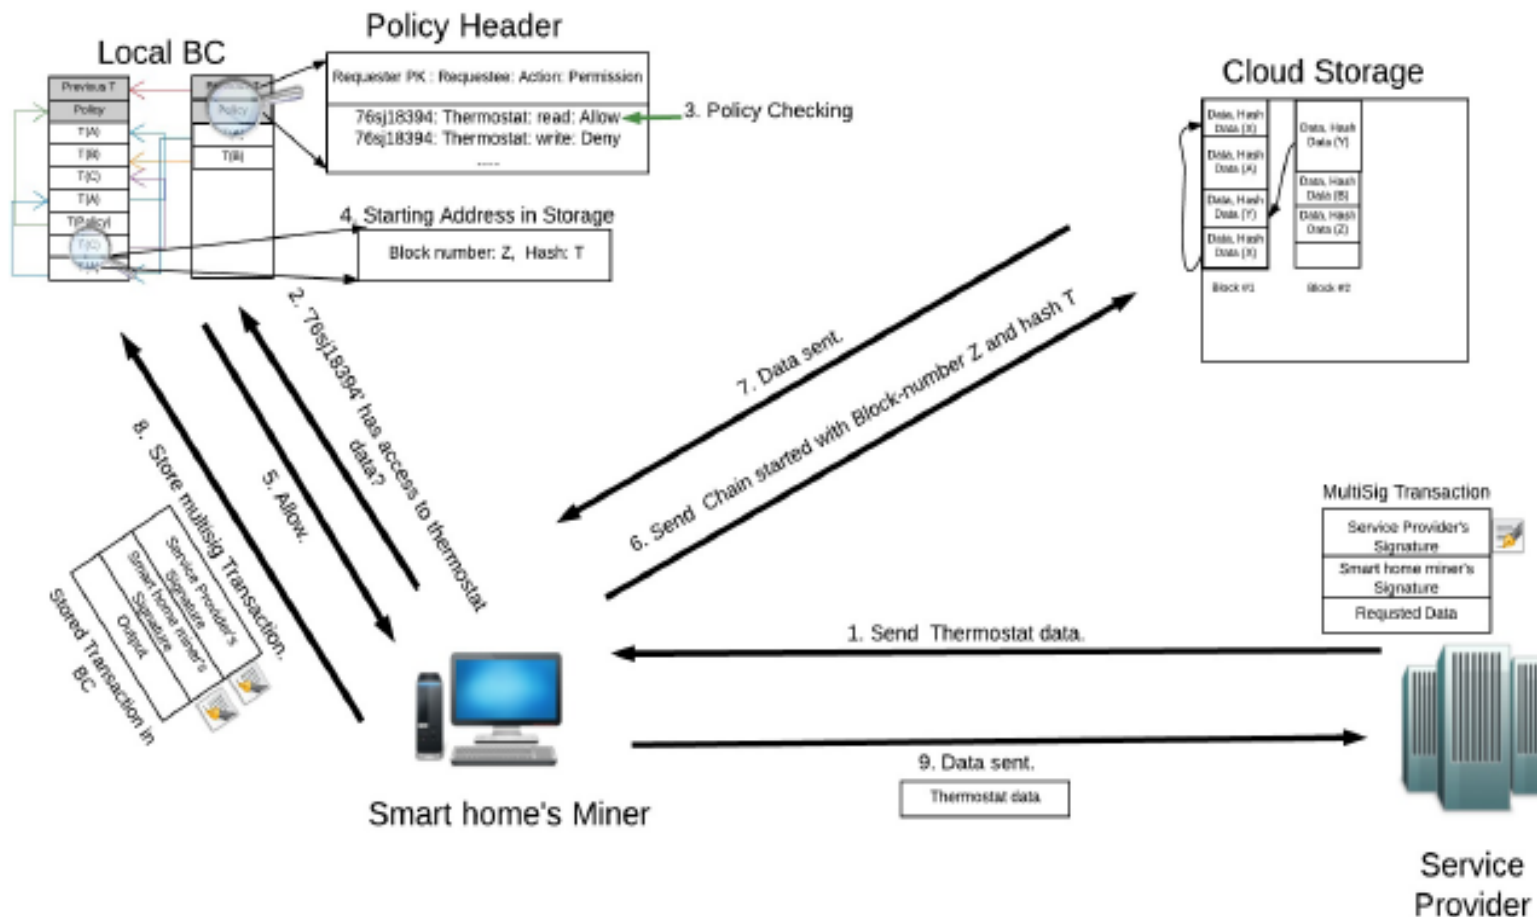 Policy Header
Local BC
Requester PK : Requestee: Action: Permission
76sj18394: Thermostat: read: Allow
76sj18394: Thermostat: write: Deny
.....
3. Policy Checking
Previous T
Policy
T(A)
T(B)
T(C)
T(A)
T(Policy)
T(C)
T(A)
Policy
T(B)
4. Starting Address in Storage
Block number: Z, Hash: T
Cloud Storage
Data, Hash
Data (X)
Data, Hash
Data (A)
Data, Hash
Data (Y)
Data, Hash
Data (X)
Block #1
Data, Hash
Data (Y)
Data, Hash
Data (B)
Data, Hash
Data (Z)
Block #2
2. '76sj18394' has access to thermostat
data?
5. Allow.
8. Store multisig Transaction.
Service Provider's
Signature
Smart home miner's
Signature
Output
Stored Transaction in
BC
7. Data sent.
6. Send Chain started with Block-number Z and hash T
MultiSig Transaction
Service Provider's
Signature
Smart home miner's
Signature
Requsted Data
1. Send Thermostat data.
9. Data sent.
Thermostat data
Smart home's Miner
Service
Provider